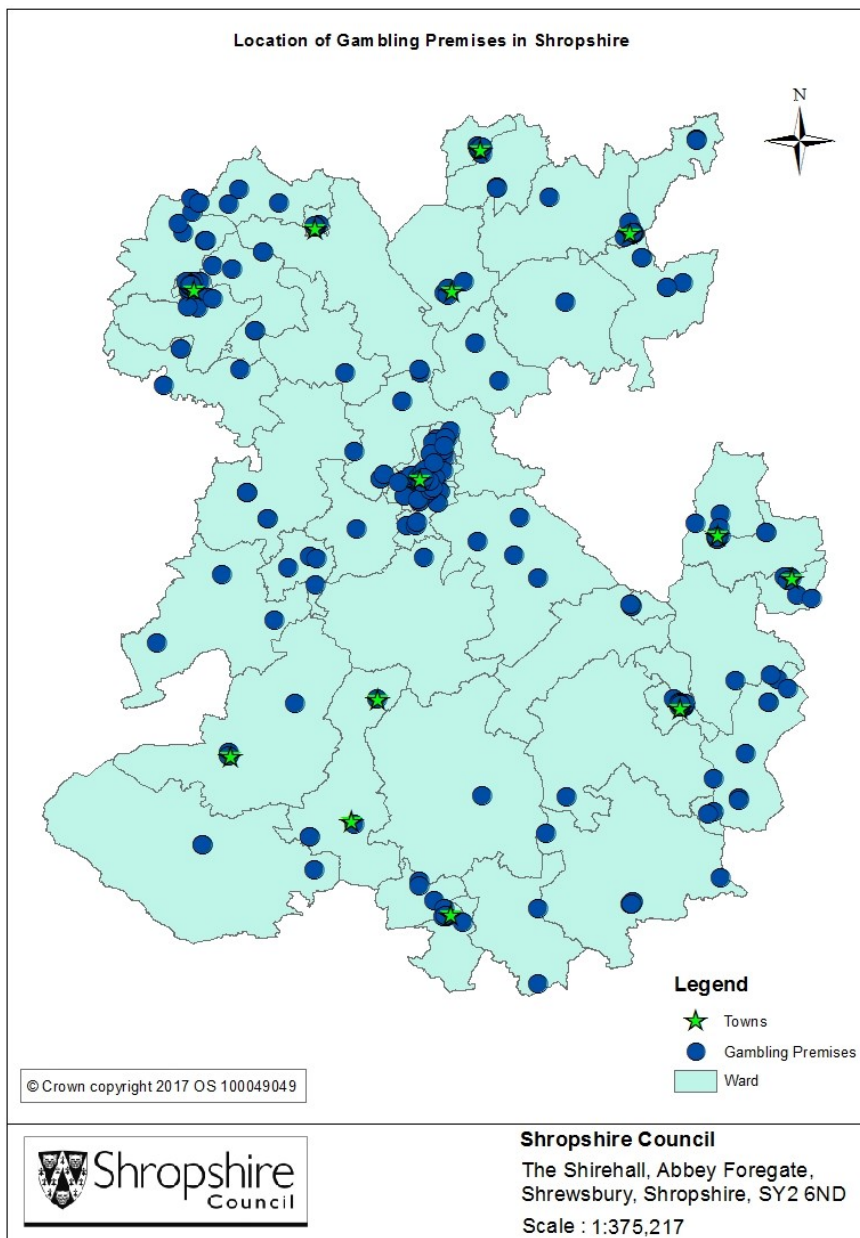 Location of Gambling Premises in Shropshire
N
Legend
Towns
Gambling Premises
Ward
© Crown copyright 2017 OS 100049049
Shropshire
Council
Shropshire Council
The Shirehall, Abbey Foregate,
Shrewsbury, Shropshire, SY2 6ND
Scale : 1:375,217